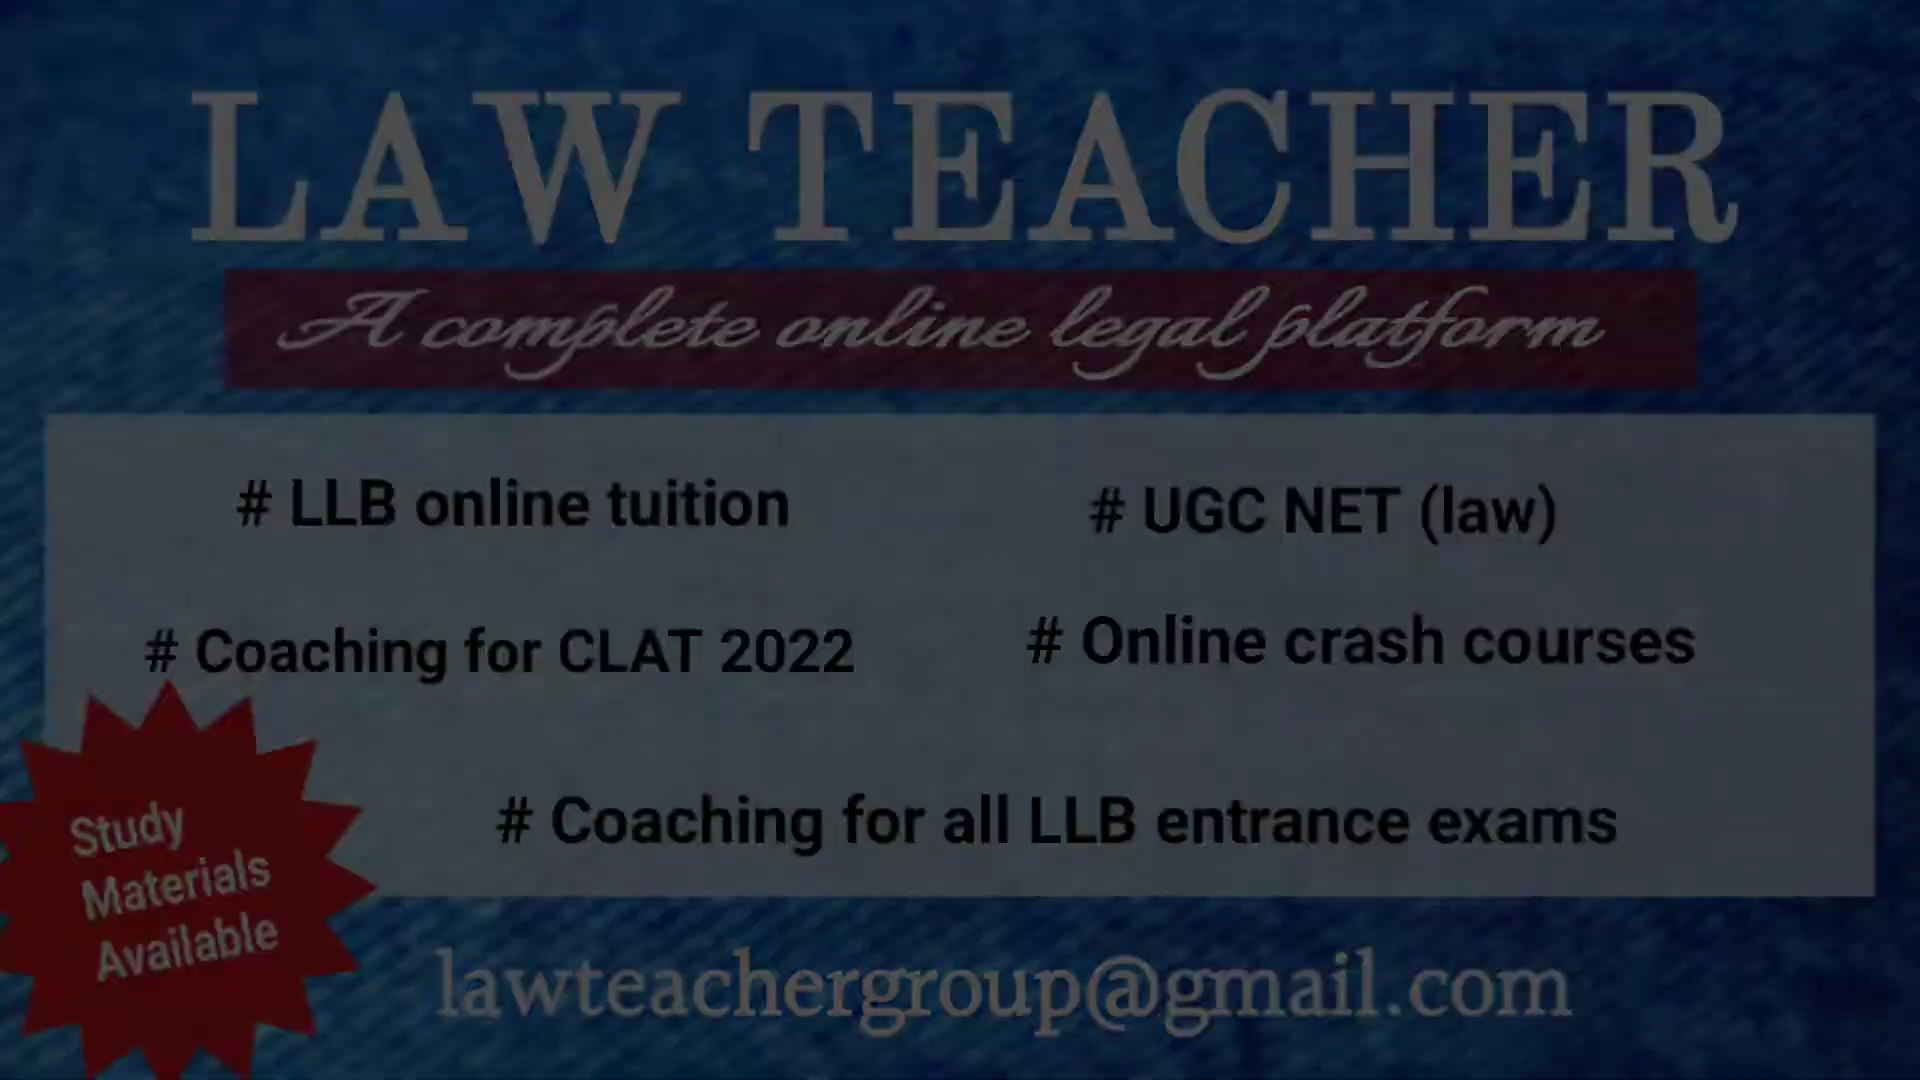 LAW TEACHER
A complete online legal platform
# LLB online tuition
# UGC NET (law)
# Coaching for CLAT 2022
# Online crash courses
# Coaching for all LLB entrance exams
Study
Materials
Available
lawteachergroup@gmail.com